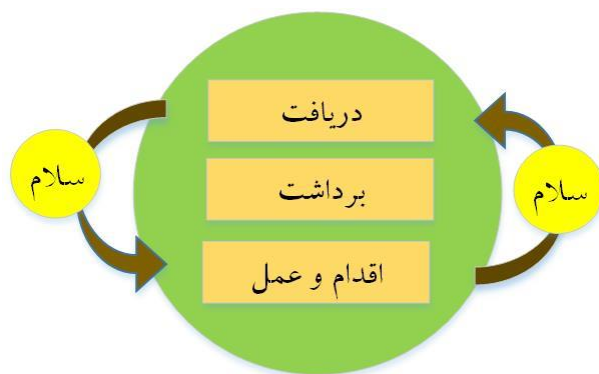 دریافت
برداشت
اقدام و عمل
سلام
سلام